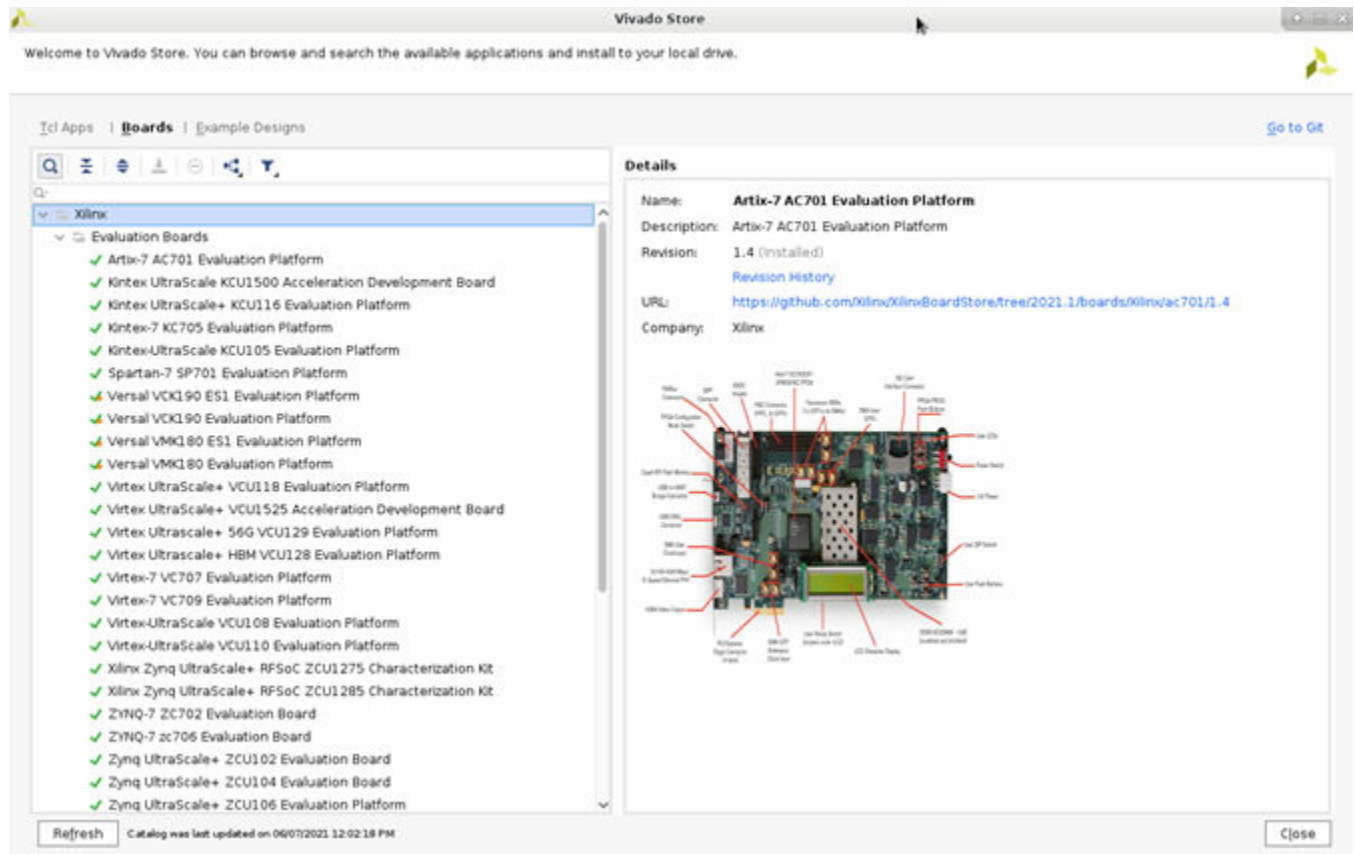 Vivado Store
Welcome to Vivado Store. You can browse and search the available applications and install to your local drive.
Tcl Apps | Boards | Example Designs
Go to Git
Xilinx
Evaluation Boards
Artix-7 AC701 Evaluation Platform
Kintex UltraScale KCU1500 Acceleration Development Board
Kintex UltraScale+ KCU116 Evaluation Platform
Kintex-7 KC705 Evaluation Platform
Kintex-UltraScale KCU105 Evaluation Platform
Spartan-7 SP701 Evaluation Platform
Versal VCK190 ES1 Evaluation Platform
Versal VCK190 Evaluation Platform
Versal VMK180 ES1 Evaluation Platform
Versal VMK180 Evaluation Platform
Virtex UltraScale+ VCU118 Evaluation Platform
Virtex UltraScale+ VCU1525 Acceleration Development Board
Virtex Ultrascale+ 56G VCU129 Evaluation Platform
Virtex Ultrascale+ HBM VCU128 Evaluation Platform
Virtex-7 VC707 Evaluation Platform
Virtex-7 VC709 Evaluation Platform
Virtex-UltraScale VCU108 Evaluation Platform
Virtex-UltraScale VCU110 Evaluation Platform
Xilinx Zynq UltraScale+ RFSoC ZCU1275 Characterization Kit
Xilinx Zynq UltraScale+ RFSoC ZCU1285 Characterization Kit
ZYNQ-7 ZC702 Evaluation Board
ZYNQ-7 zc706 Evaluation Board
Zynq UltraScale+ ZCU102 Evaluation Board
Zynq UltraScale+ ZCU104 Evaluation Board
Zynq UltraScale+ ZCU106 Evaluation Platform
Details
Name: Artix-7 AC701 Evaluation Platform
Description: Artix-7 AC701 Evaluation Platform
Revision: 1.4 (Installed)
Revision History
URL: https://github.com/Xilinx/XilinxBoardStore/tree/2021.1/boards/Xilinx/ac701/1.4
Company: Xilinx
Refresh
Catalog was last updated on 06/07/2021 12:02:18 PM
Close